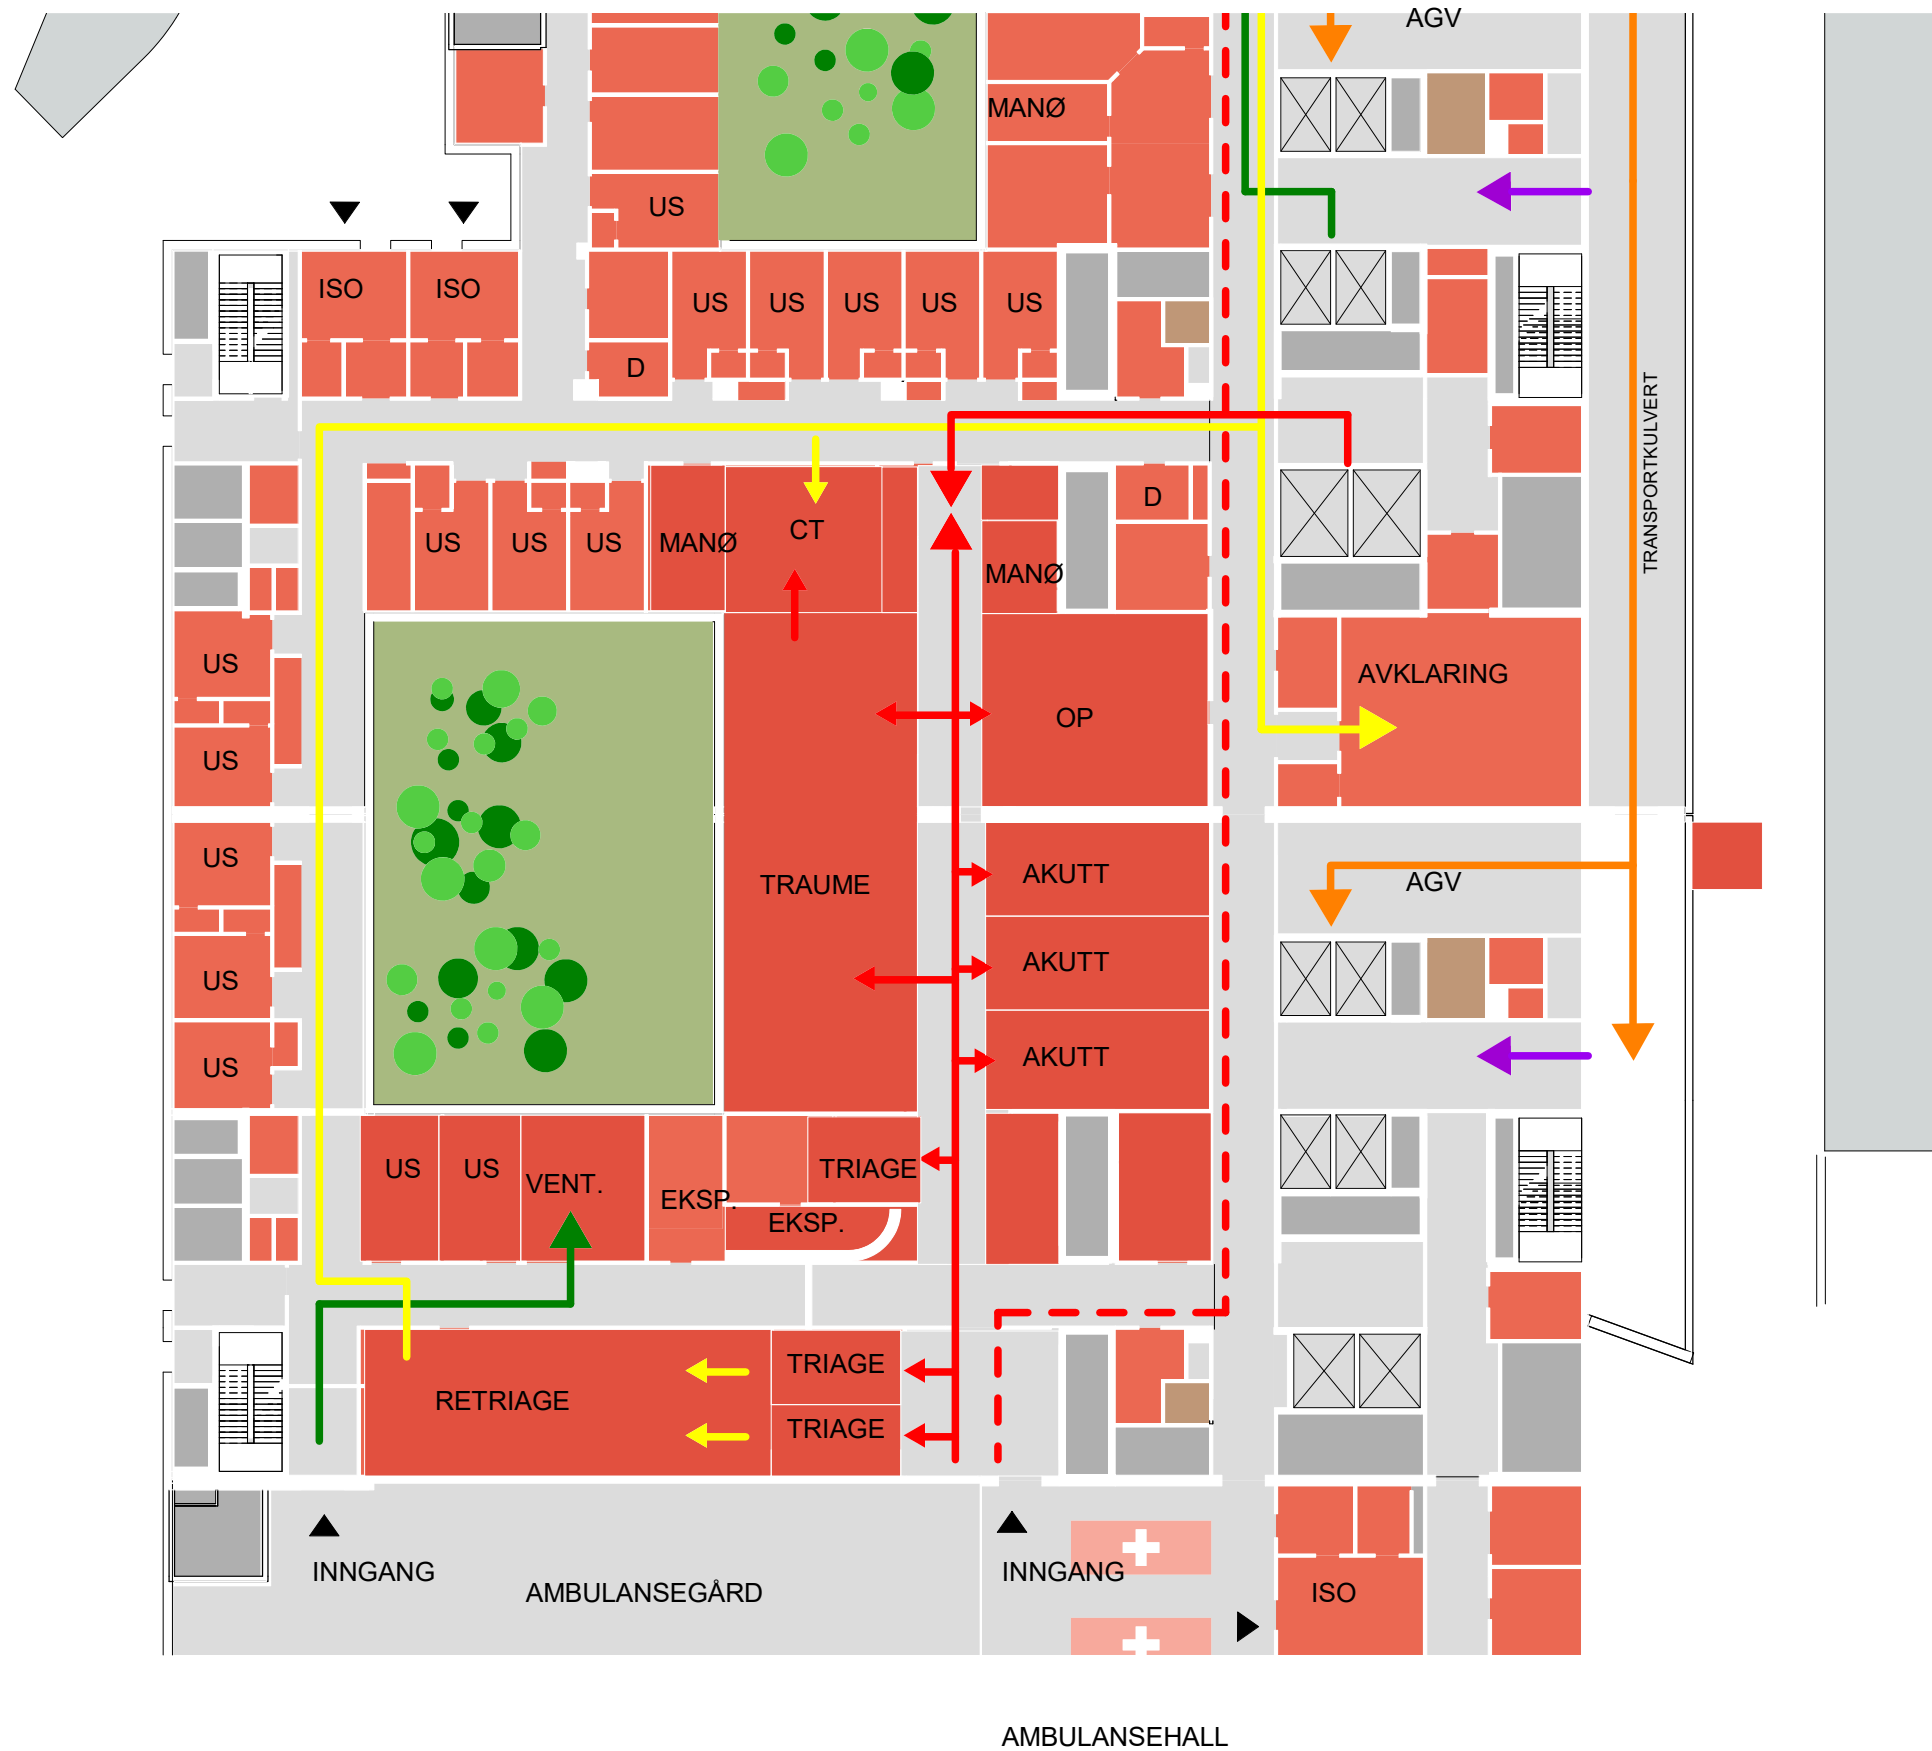 AGV
MANØ
US
ISO
ISO
US
US
US
US
US
D
TRANSPORTKULVERT
D
US
US
US
MANØ
CT
MANØ
US
AVKLARING
OP
US
US
TRAUME
AKUTT
AGV
AKUTT
US
AKUTT
US
US
US
VENT.
TRIAGE
EKSP.
EKSP.
TRIAGE
RETRIAGE
TRIAGE
INNGANG
INNGANG
AMBULANSEGÅRD
ISO
AMBULANSEHALL